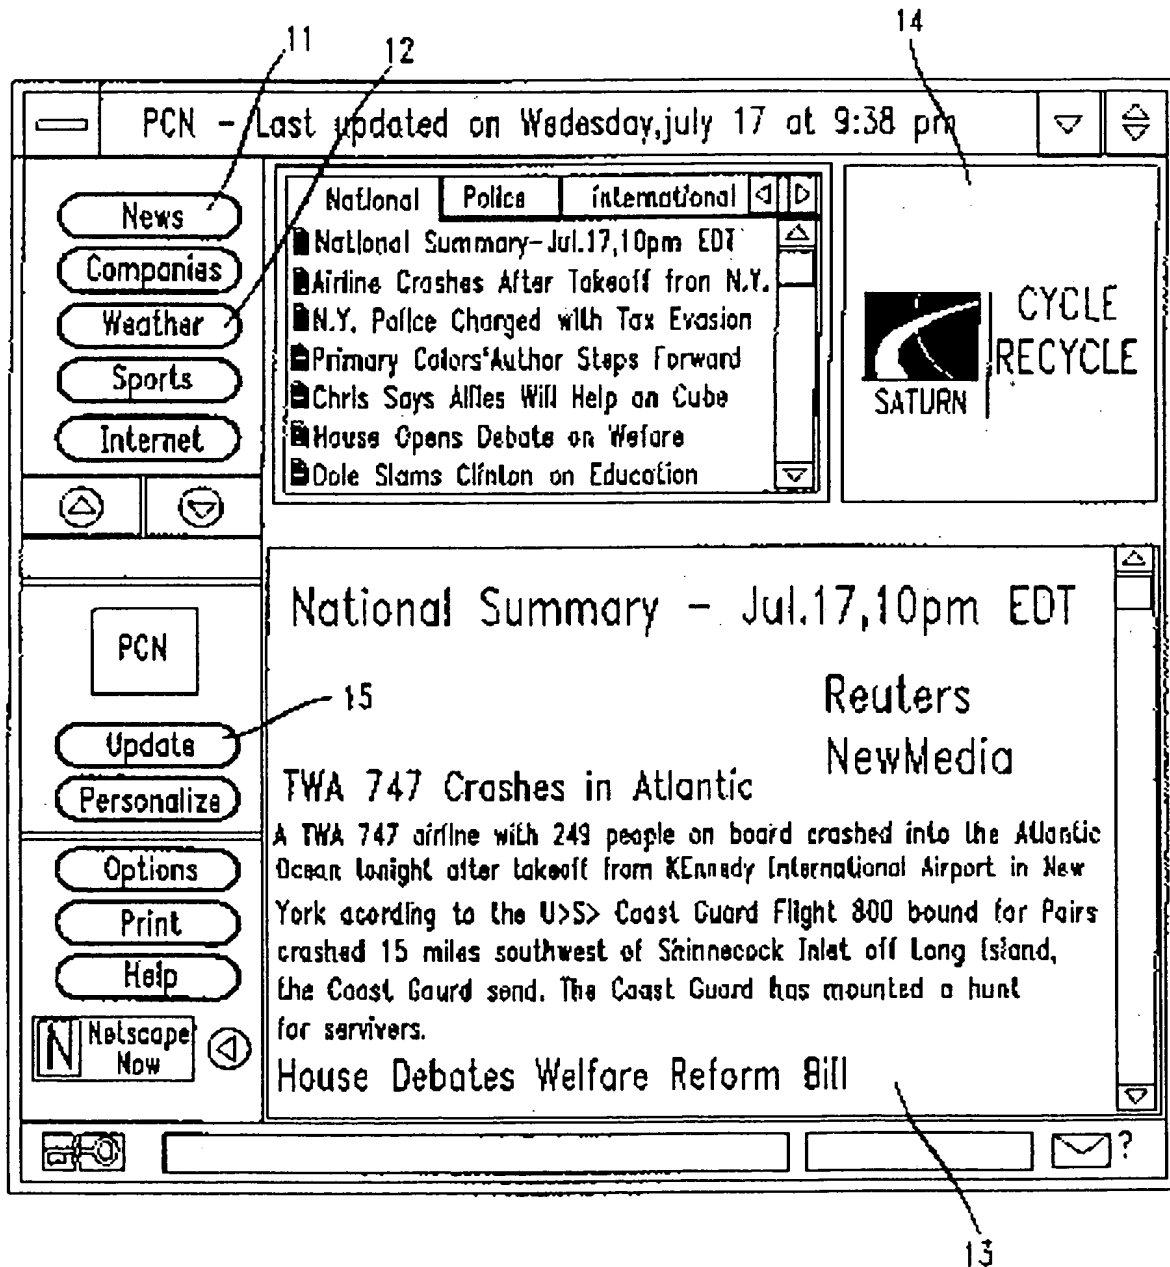 11
12
14
PCN - Last updated on Wedesday,july 17 at 9:38 pm
News
Companies
Weather
Sports
Internet
National Police international
National Summary-Jul.17,10pm EDT
Airline Crashes After Takeoff fron N.Y.
N.Y. Police Charged with Tax Evasion
Primary Colors'Author Steps Forward
Chris Says Allies Will Help on Cube
House Opens Debate on Wefare
Dole Slams Clinton on Education
CYCLE
RECYCLE
SATURN
PCN
15
Update
Personalize
Options
Print
Help
N Netscape
Now
National Summary - Jul.17,10pm EDT
Reuters
NewMedia
TWA 747 Crashes in Atlantic
A TWA 747 airline with 249 people on board crashed into the Atlantic
Ocean tonight after takeoff from KEnnedy International Airport in New
York acording to the U>S> Coast Guard Flight 800 bound for Pairs
crashed 15 miles southwest of Shinnecock Inlet off Long Island,
the Coast Gaurd send. The Coast Guard has mounted a hunt
for servivers.
House Debates Welfare Reform Bill
?
13